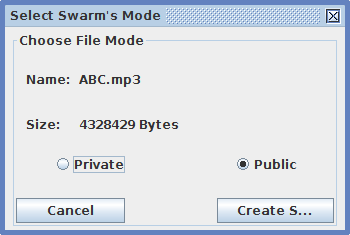 Select Swarm's Mode
Choose File Mode
Name: ABC.mp3
Size: 4328429 Bytes
Private Public
Cancel Create S...